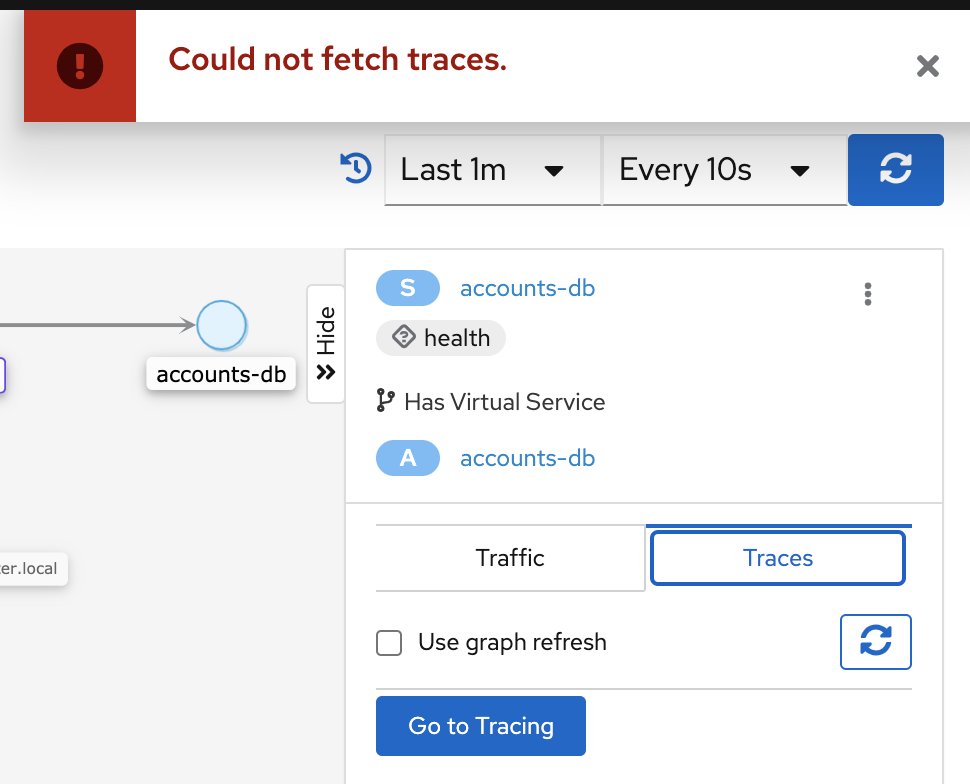 Could not fetch traces.
Last 1m
Every 10s
S accounts-db
health
Hide
accounts-db
Has Virtual Service
A accounts-db
er.local
Traffic
Traces
Use graph refresh
Go to Tracing